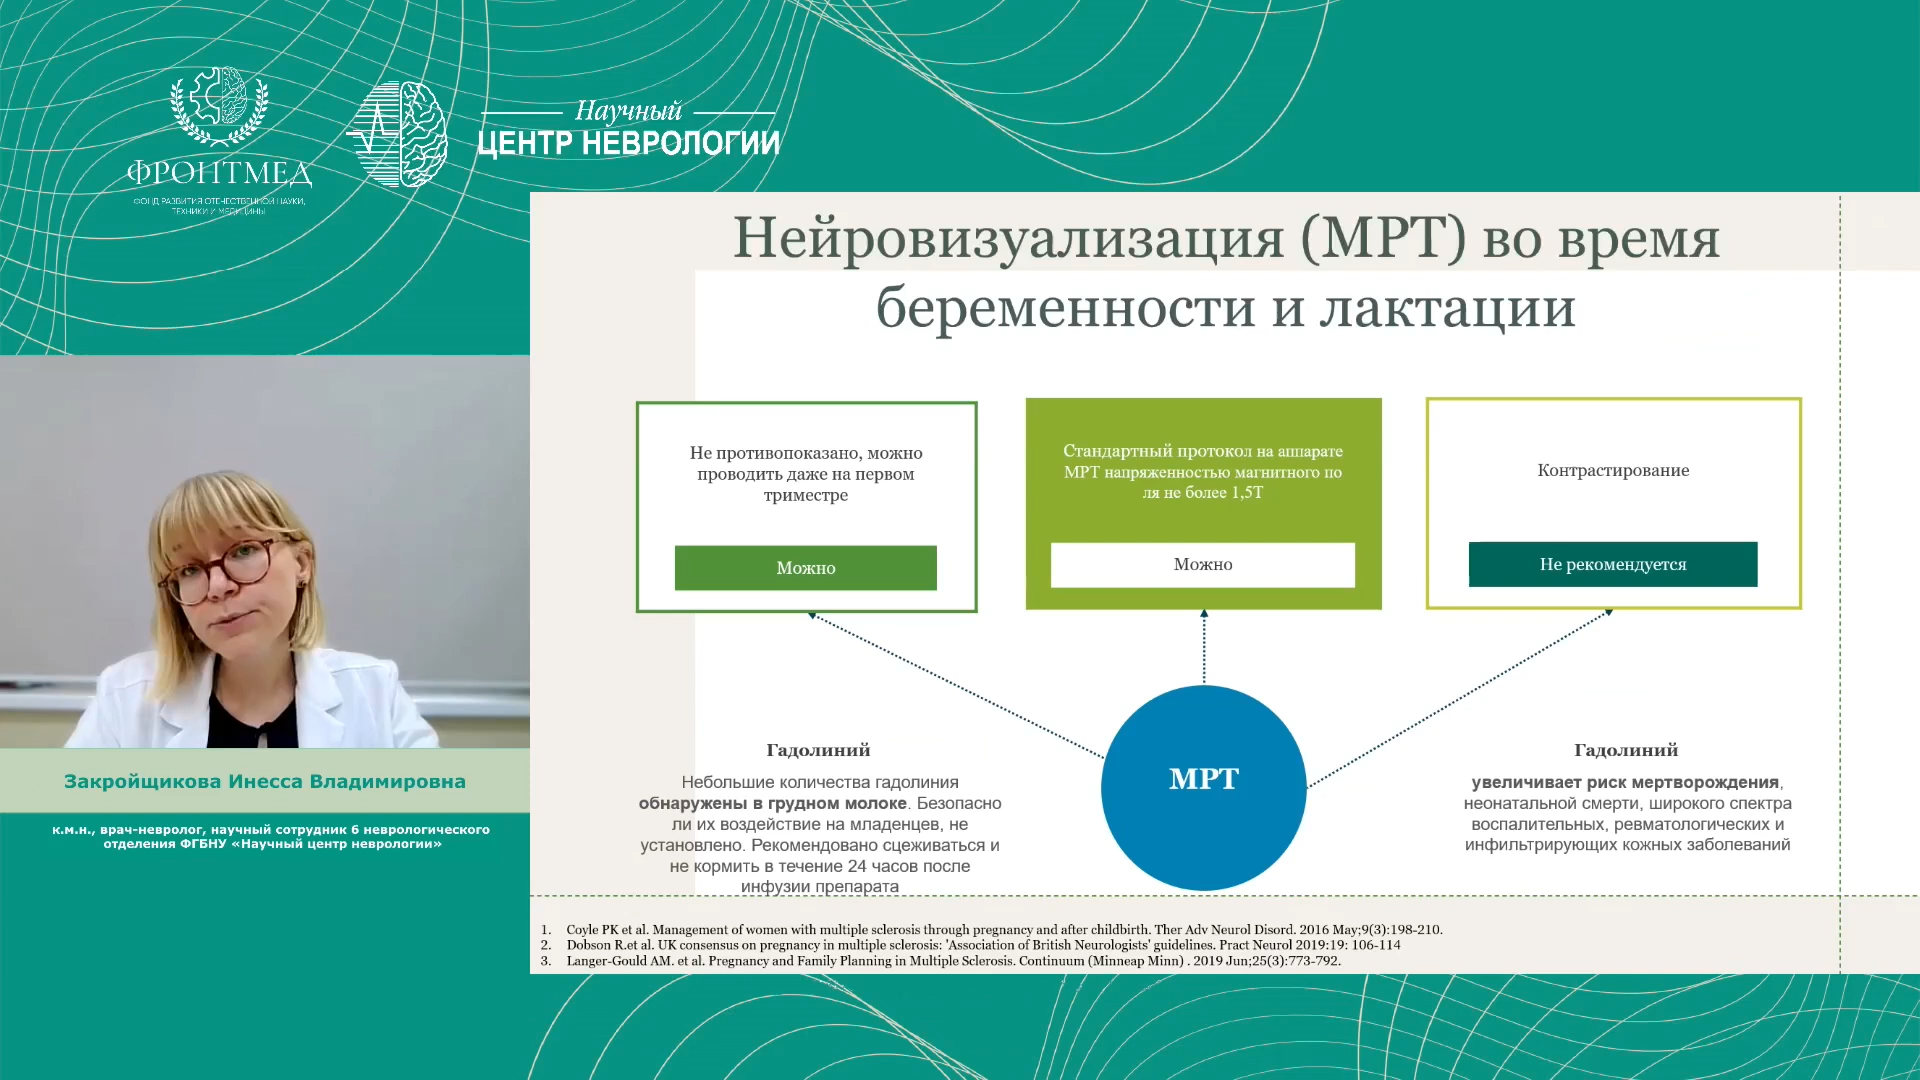 ФРОНТМЕД
ФОНД РАЗВИТИЯ ОТЕЧЕСТВЕННОЙ НАУКИ,
ТЕХНИКИ И МЕДИЦИНЫ
Научный
ЦЕНТР НЕВРОЛОГИИ
Нейровизуализация (МРТ) во время
беременности и лактации
Не противопоказано, можно
проводить даже на первом
триместре
Можно
Стандартный протокол на аппарате
МРТ напряженностью магнитного по
ля не более 1,5Т
Можно
Контрастирование
Не рекомендуется
МРТ
Гадолиний
Небольшие количества гадолиния
обнаружены в грудном молоке. Безопасно
ли их воздействие на младенцев, не
установлено. Рекомендовано сцеживаться и
не кормить в течение 24 часов после
инфузии препарата
Гадолиний
увеличивает риск мертворождения,
неонатальной смерти, широкого спектра
воспалительных, ревматологических и
инфильтрирующих кожных заболеваний
1. Coyle PK et al. Management of women with multiple sclerosis through pregnancy and after childbirth. Ther Adv Neurol Disord. 2016 May;9(3):198-210.
2. Dobson R.et al. UK consensus on pregnancy in multiple sclerosis: 'Association of British Neurologists' guidelines. Pract Neurol 2019:19: 106-114
3. Langer-Gould AM. et al. Pregnancy and Family Planning in Multiple Sclerosis. Continuum (Minneap Minn) . 2019 Jun;25(3):773-792.
Закройщикова Инесса Владимировна
к.м.н., врач-невролог, научный сотрудник 6 неврологического
отделения ФГБНУ «Научный центр неврологии»